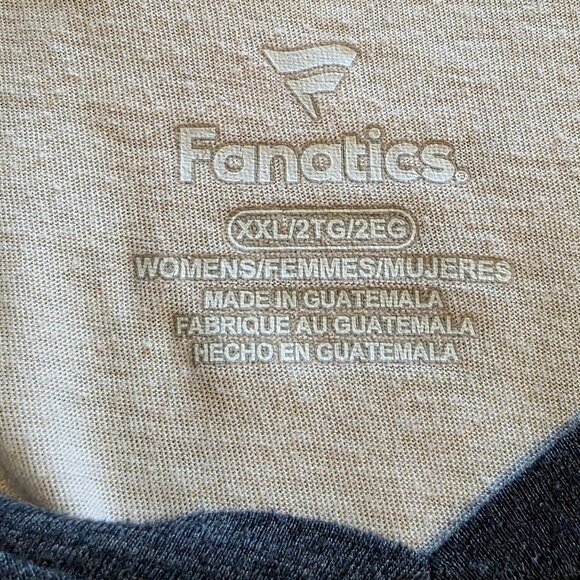 Fanatics®
XXL/2TG/2EG
WOMENS/FEMMES/MUJERES
MADE IN GUATEMALA
FABRIQUE AU GUATEMALA
HECHO EN GUATEMALA